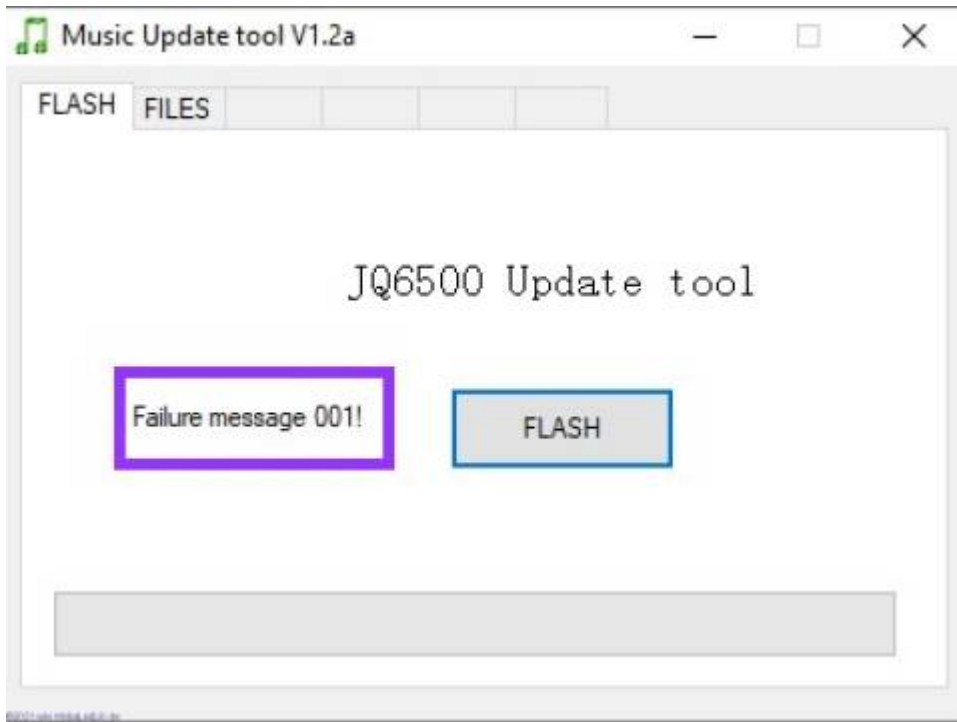 Music Update tool V1.2a
FLASH FILES
JQ6500 Update tool
Failure message 001!
FLASH